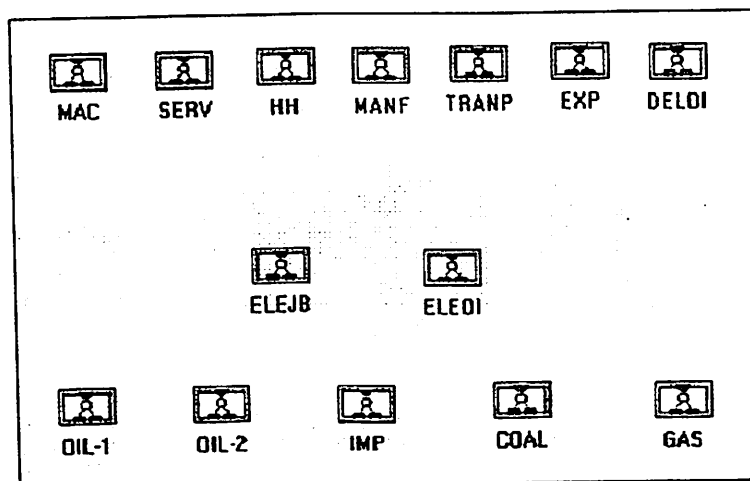 MAC SERV HH MANF TRANP EXP DELOI
ELEJB ELEOI
OIL-1 OIL-2 IMP COAL GAS